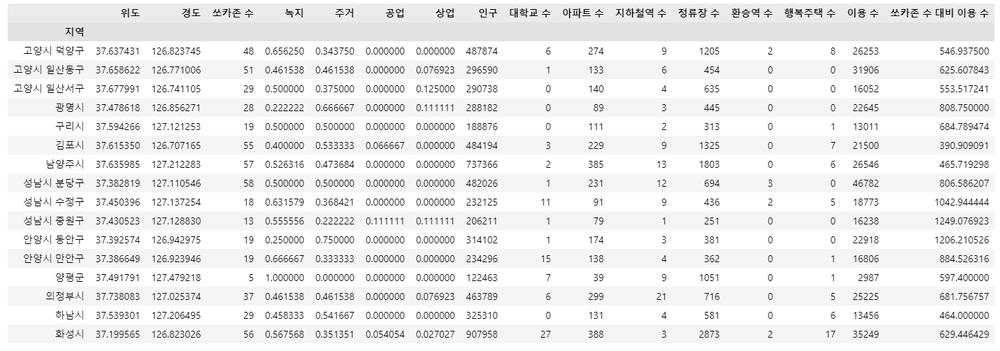 위도 경도 쏘카존 수 녹지 주거 공업 상업 인구 대학교 수 아파트 수 지하철역 수 정류장 수 환승역 수 행복주택 수 이용 수 쏘카존 수 대비 이용 수
지역
고양시 덕양구 37.637431 126.823745 48 0.656250 0.343750 0.000000 0.000000 487874 6 274 9 1205 2 8 26253 546.937500
고양시 일산동구 37.658622 126.771006 51 0.461538 0.461538 0.000000 0.076923 296590 1 133 6 454 0 0 31906 625.607843
고양시 일산서구 37.677991 126.741105 29 0.500000 0.375000 0.000000 0.125000 290738 0 140 4 635 0 0 16052 553.517241
광명시 37.478618 126.856271 28 0.222222 0.666667 0.000000 0.111111 288182 0 89 3 445 0 0 22645 808.750000
구리시 37.594266 127.121253 19 0.500000 0.500000 0.000000 0.000000 188876 0 111 2 313 0 1 13011 684.789474
김포시 37.615350 126.707165 55 0.400000 0.533333 0.066667 0.000000 484194 3 229 9 1325 0 7 21500 390.909091
남양주시 37.635985 127.212283 57 0.526316 0.473684 0.000000 0.000000 737366 2 385 13 1803 0 6 26546 465.719298
성남시 분당구 37.382819 127.110546 58 0.500000 0.500000 0.000000 0.000000 482026 1 231 12 694 3 0 46782 806.586207
성남시 수정구 37.450396 127.137254 18 0.631579 0.368421 0.000000 0.000000 232125 11 91 9 436 2 5 18773 1042.944444
성남시 중원구 37.430523 127.128830 13 0.555556 0.222222 0.111111 0.111111 206211 1 79 1 251 0 0 16238 1249.076923
안양시 동안구 37.392574 126.942975 19 0.250000 0.750000 0.000000 0.000000 314102 1 174 3 381 0 0 22918 1206.210526
안양시 만안구 37.386649 126.923946 19 0.666667 0.333333 0.000000 0.000000 234296 15 138 4 362 0 1 16806 884.526316
양평군 37.491791 127.479218 5 1.000000 0.000000 0.000000 0.000000 122463 7 39 9 1051 0 1 2987 597.400000
의정부시 37.738083 127.025374 37 0.461538 0.461538 0.000000 0.076923 463789 6 299 21 716 0 5 25225 681.756757
하남시 37.539301 127.206495 29 0.458333 0.541667 0.000000 0.000000 325310 0 131 4 581 0 6 13456 464.000000
화성시 37.199565 126.823026 56 0.567568 0.351351 0.054054 0.027027 907958 27 388 3 2873 2 17 35249 629.446429